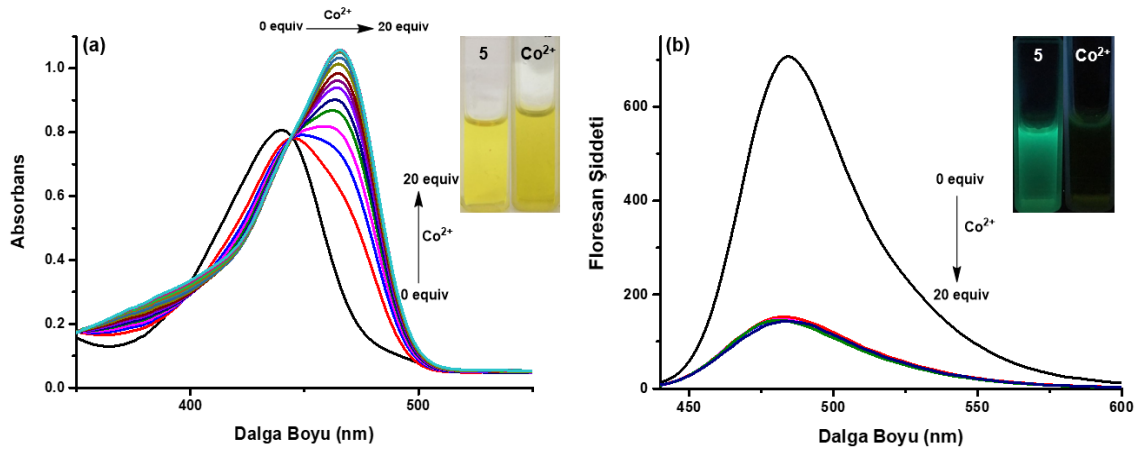 (a)
Co2+
0 equiv 20 equiv
5 Co2+
20 equiv
Co2+
0 equiv
Absorbans
1.0
0.8
0.6
0.4
0.2
0.0
400 500
Dalga Boyu (nm)
(b)
5 Co2+
0 equiv
Co2+
20 equiv
Floresan Şiddeti
600
400
200
0
450 500 550 600
Dalga Boyu (nm)